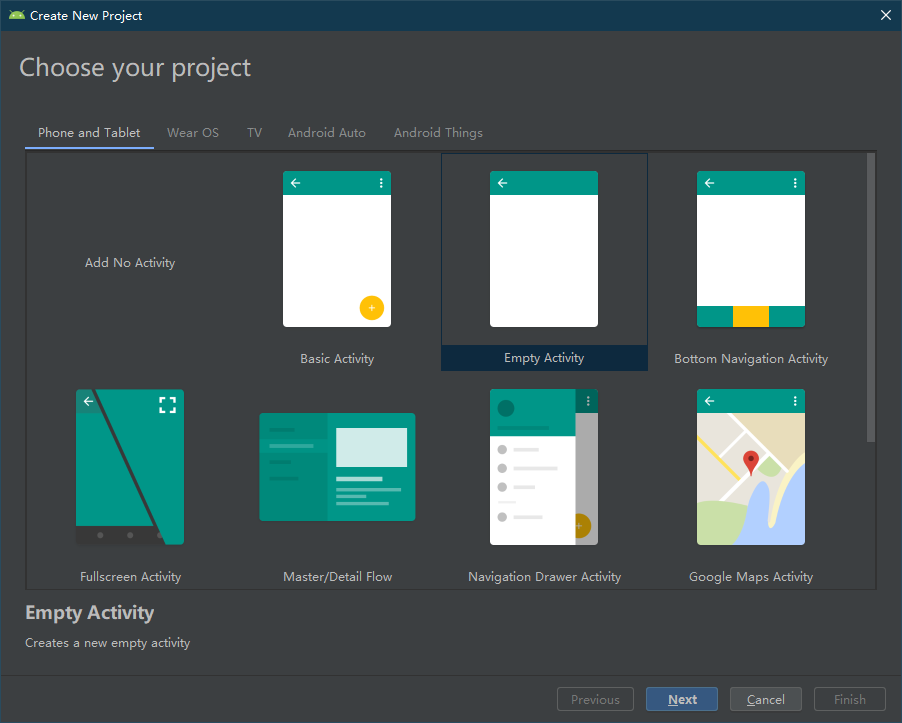 Create New Project
Choose your project
Phone and Tablet Wear OS TV Android Auto Android Things
Add No Activity
Basic Activity
Empty Activity
Bottom Navigation Activity
Fullscreen Activity
Master/Detail Flow
Navigation Drawer Activity
Google Maps Activity
Empty Activity
Creates a new empty activity
Previous Next Cancel Finish